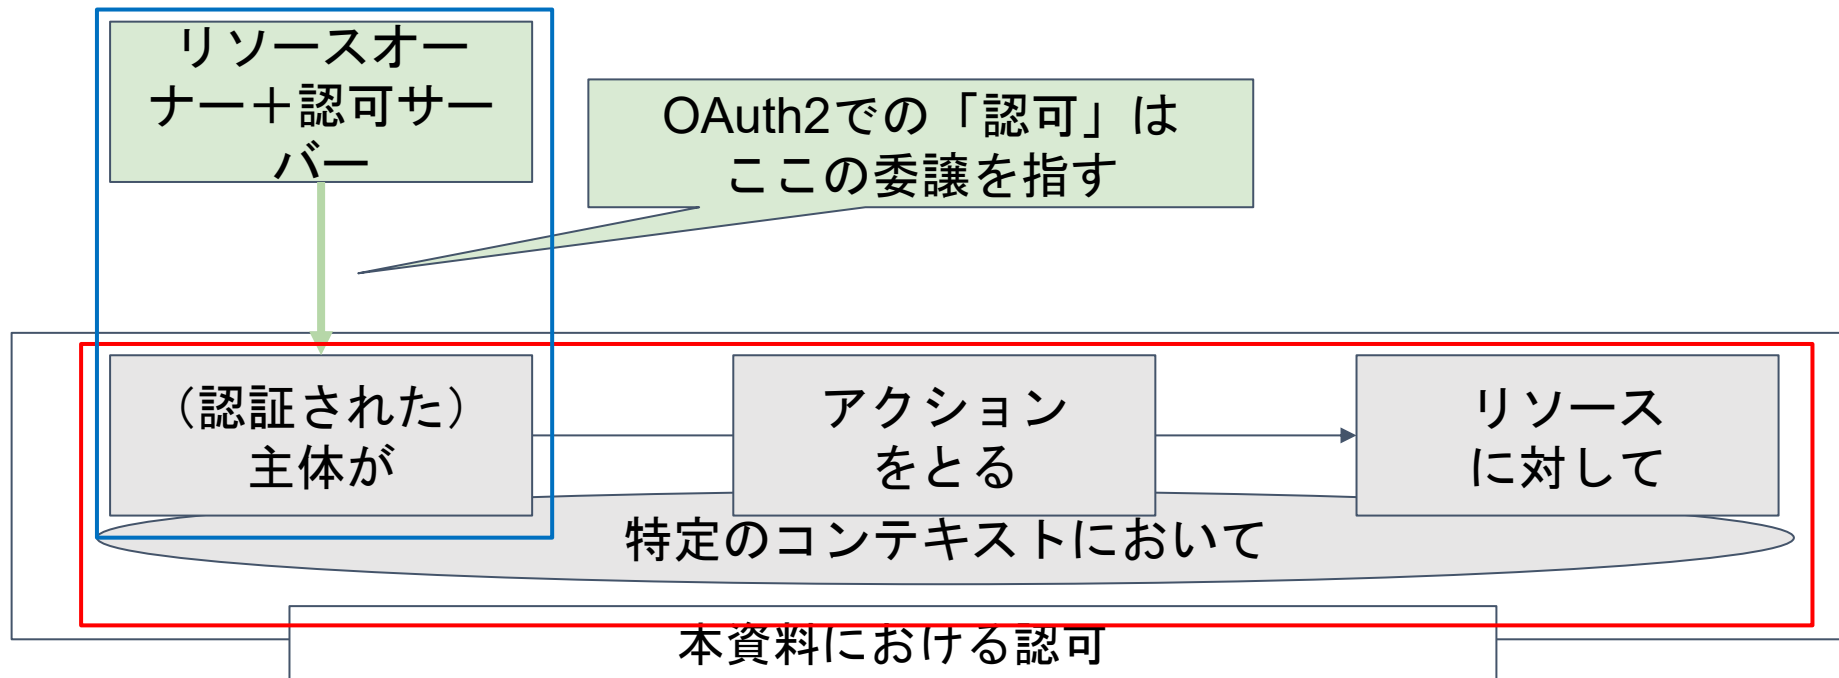 リソースオー
ナー＋認可サー
バー
OAuth2での「認可」は
ここの委譲を指す
（認証された）
主体が
アクション
をとる
リソース
に対して
特定のコンテキストにおいて
本資料における認可